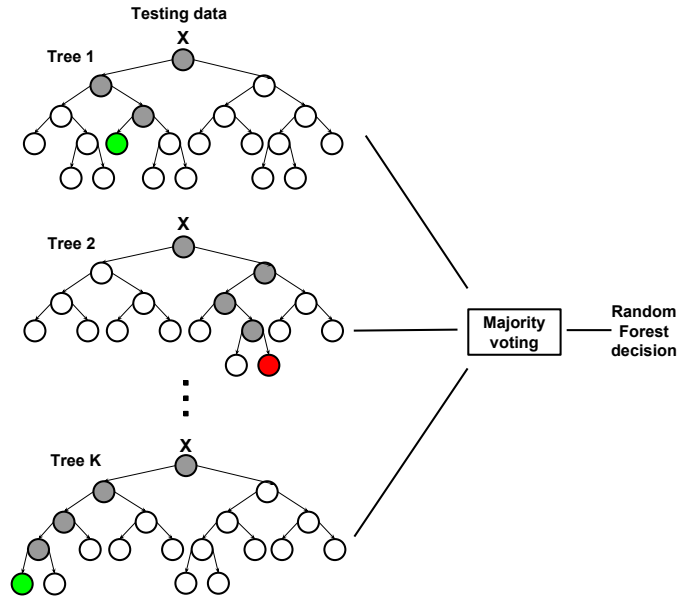 Testing data
X
Tree 1
X
Tree 2
Majority
voting
Random
Forest
decision
X
Tree K